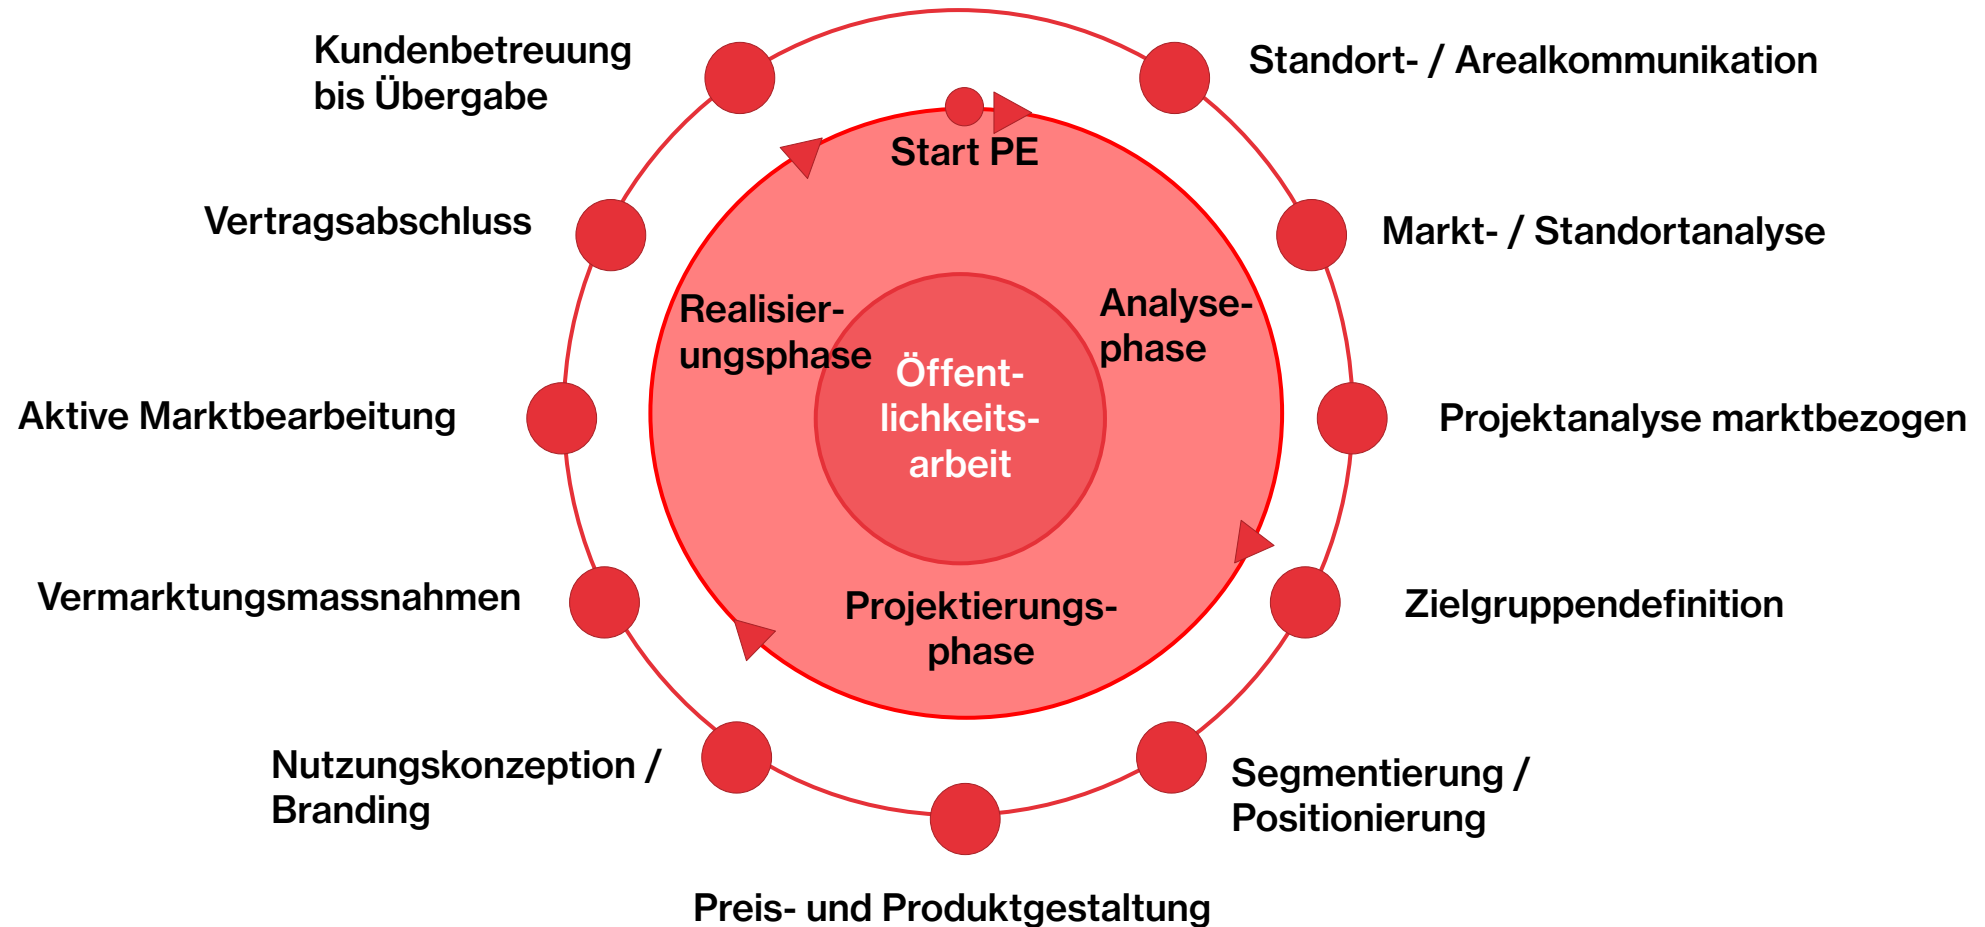 Kundenbetreuung
bis Übergabe
Standort- / Arealkommunikation
Start PE
Vertragsabschluss
Markt- / Standortanalyse
Realisier-
ungsphase
Analyse-
phase
Öffent-
lichkeits-
arbeit
Aktive Marktbearbeitung
Projektanalyse marktbezogen
Vermarktungsmassnahmen
Projektierungs-
phase
Zielgruppendefinition
Nutzungskonzeption /
Branding
Segmentierung /
Positionierung
Preis- und Produktgestaltung